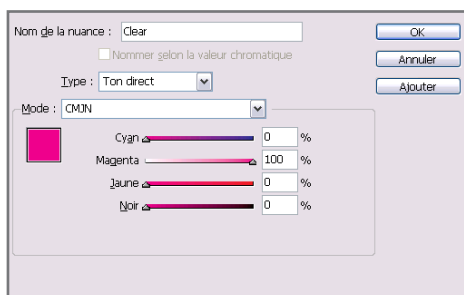 Nom de la nuance : Clear
OK
Nommer selon la valeur chromatique
Annuler
Type : Ton direct
Ajouter
Mode : CMJN
Cyan 0 %
Magenta 100 %
Jaune 0 %
Noir 0 %